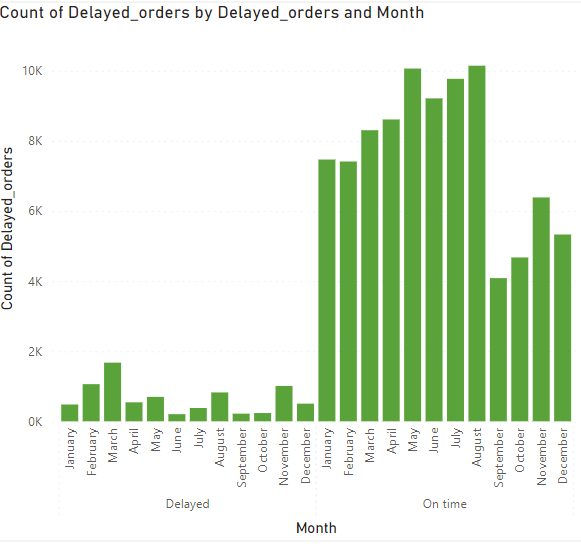 Count of Delayed_orders by Delayed_orders and Month
Count of Delayed_orders
10K
8K
6K
4K
2K
0K
January
February
March
April
May
June
July
August
September
October
November
December
January
February
March
April
May
June
July
August
September
October
November
December
Delayed
On time
Month